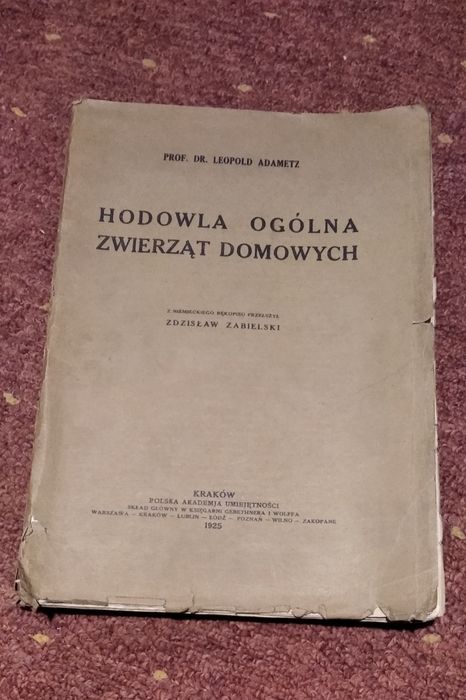 PROF. DR. LEOPOLD ADAMETZ
HODOWLA OGÓLNA
ZWIERZĄT DOMOWYCH
Z NIEMIECKIEGO RĘKOPISU PRZEŁOŻYŁ
ZDZISŁAW ZABIELSKI
KRAKÓW
POLSKA AKADEMJA UMIEJĘTNOŚCI
SKŁAD GŁÓWNY W KSIĘGARNI GEBETHNERA I WOLFFA
WARSZAWA – KRAKÓW – LUBLIN – ŁÓDŹ – POZNAŃ – WILNO – ZAKOPANE
1925